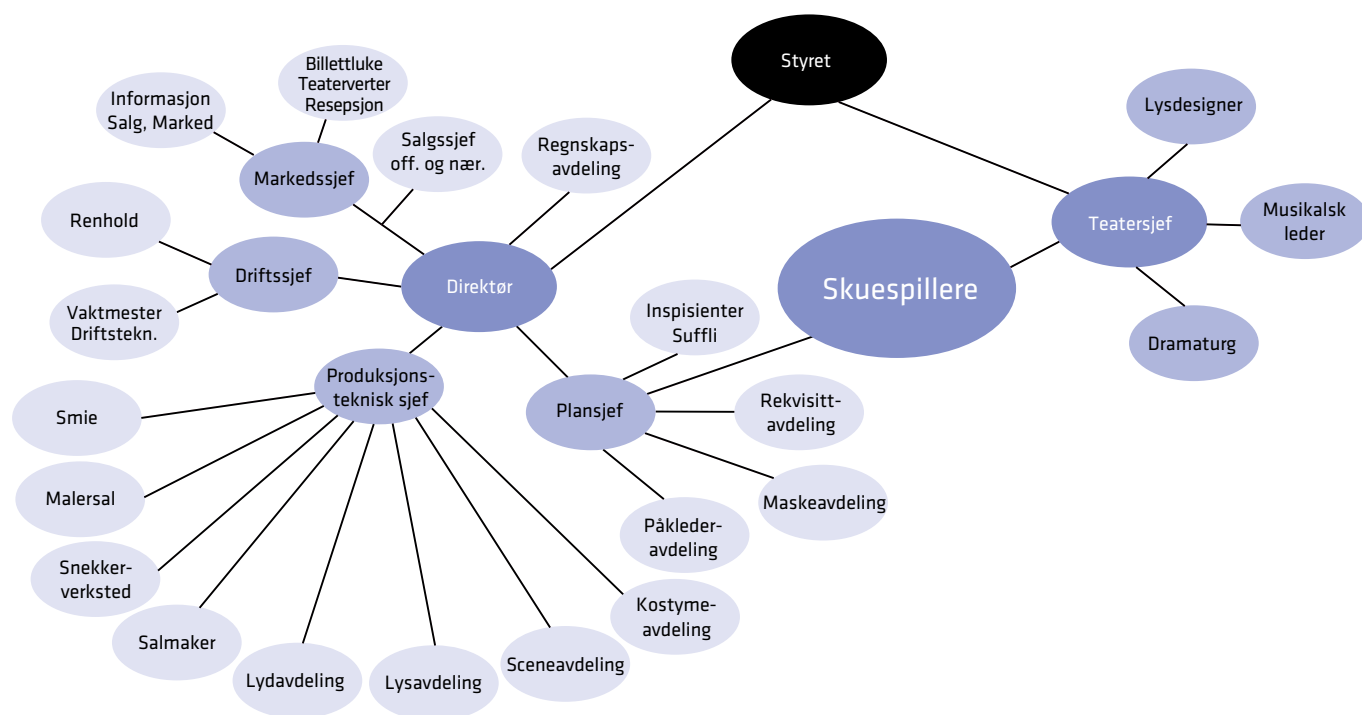 Styret
Billettluke
Teaterverter
Resepsjon
Informasjon
Salg, Marked
Salgssjef
off. og nær.
Regnskaps-
avdeling
Lysdesigner
Markedssjef
Renhold
Musikalsk
leder
Teatersjef
Driftssjef
Direktør
Skuespillere
Vaktmester
Driftstekn.
Inspisienter
Suffli
Dramaturg
Produksjons-
teknisk sjef
Plansjef
Rekvisitt-
avdeling
Smie
Malersal
Maskeavdeling
Påkleder-
avdeling
Snekker-
verksted
Kostyme-
avdeling
Salmaker
Sceneavdeling
Lydavdeling
Lysavdeling